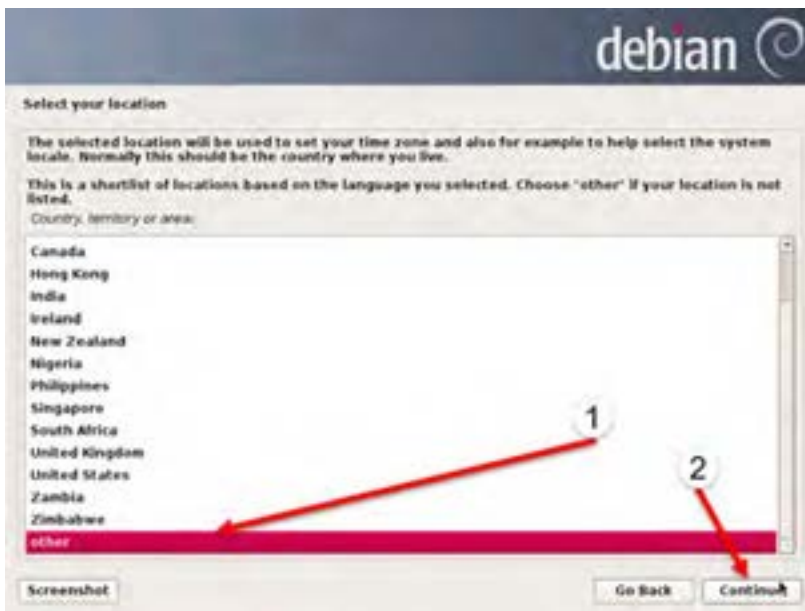 debian
Select your location
The selected location will be used to set your time zone and also for example to help select the system
locale. Normally this should be the country where you live.
This is a shortlist of locations based on the language you selected. Choose "other" if your location is not
listed.
Country, territory or area:
Canada
Hong Kong
India
Ireland
New Zealand
Nigeria
Philippines
Singapore
South Africa
United Kingdom
United States
Zambia
Zimbabwe
other
1
2
Screenshot
Go Back
Continue